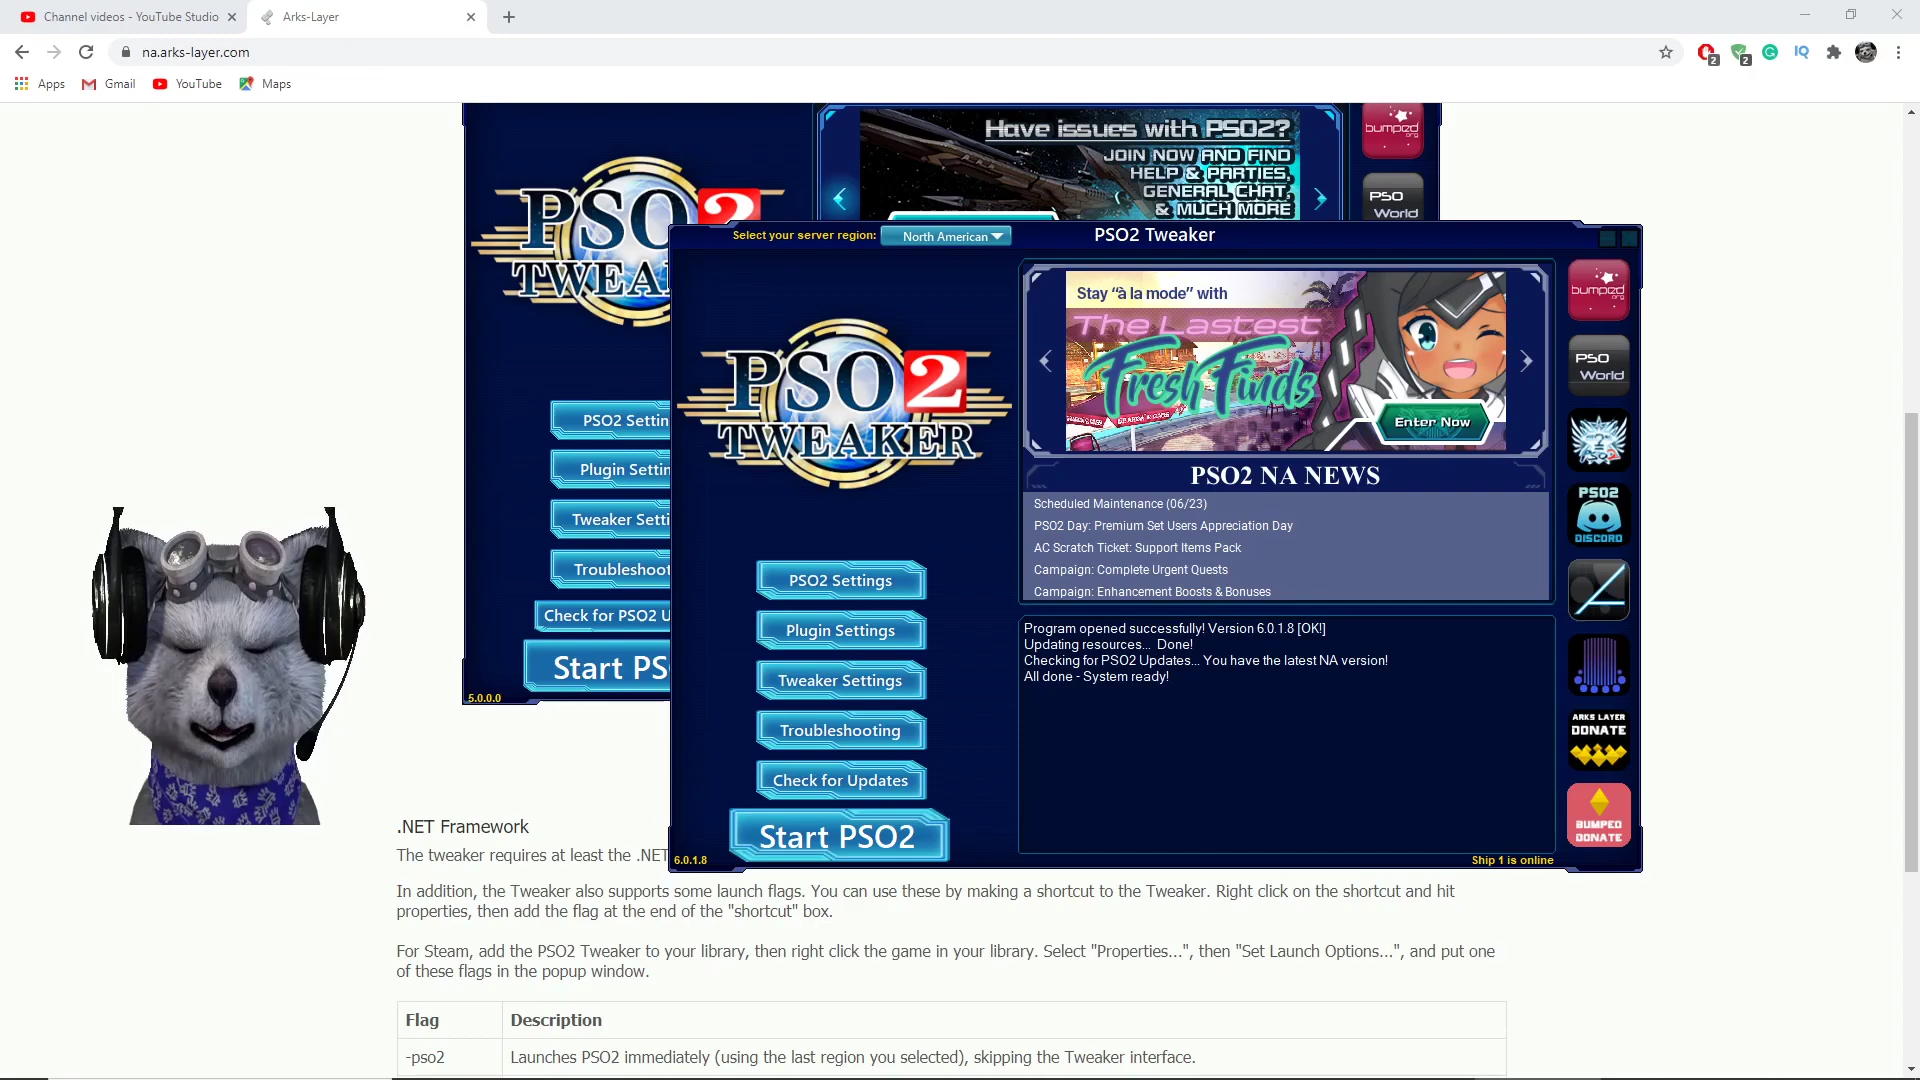 Channel videos - YouTube Studio
Arks-Layer
na.arks-layer.com
2
2
IQ
Apps
Gmail
YouTube
Maps
Have issues with PSO2?
JOIN NOW AND FIND
HELP & PARTIES,
GENERAL CHAT,
& MUCH MORE
bumped.org
PSO
World
PSO2
TWEA
PSO2 Settin
Plugin Settin
Tweaker Setti
Troubleshoot
Check for PSO2 U
Start PS
5.0.0.0
Select your server region:
North American
PSO2 Tweaker
PSO2
TWEAKER
Stay “à la mode” with
The Lastest
Fresh Finds
Enter Now
PSO2 NA NEWS
Scheduled Maintenance (06/23)
PSO2 Day: Premium Set Users Appreciation Day
AC Scratch Ticket: Support Items Pack
Campaign: Complete Urgent Quests
Campaign: Enhancement Boosts & Bonuses
PSO2 Settings
Plugin Settings
Tweaker Settings
Troubleshooting
Check for Updates
Start PSO2
6.0.1.8
Program opened successfully! Version 6.0.1.8 [OK!]
Updating resources... Done!
Checking for PSO2 Updates... You have the latest NA version!
All done - System ready!
Ship 1 is online
bumped.org
PSO
World
PSO2
DISCORD
ARKS LAYER
DONATE
BUMPED
DONATE
.NET Framework
The tweaker requires at least the .NET
In addition, the Tweaker also supports some launch flags. You can use these by making a shortcut to the Tweaker. Right click on the shortcut and hit
properties, then add the flag at the end of the "shortcut" box.
For Steam, add the PSO2 Tweaker to your library, then right click the game in your library. Select "Properties...", then "Set Launch Options...", and put one
of these flags in the popup window.
Flag
Description
-pso2
Launches PSO2 immediately (using the last region you selected), skipping the Tweaker interface.